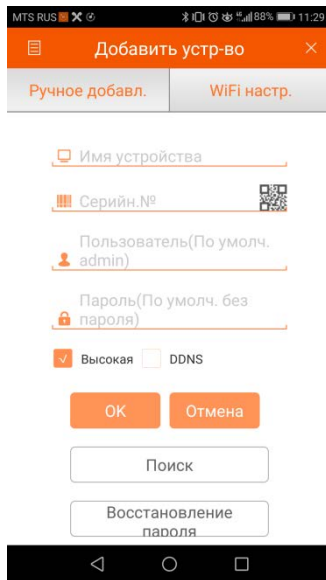 MTS RUS 88% 11:29
Добавить устр-во
Ручное добавл. WiFi настр.
Имя устройства
Серийн.№
Пользователь(По умолч.
admin)
Пароль(По умолч. без
пароля)
Высокая DDNS
OK Отмена
Поиск
Восстановление
пароля